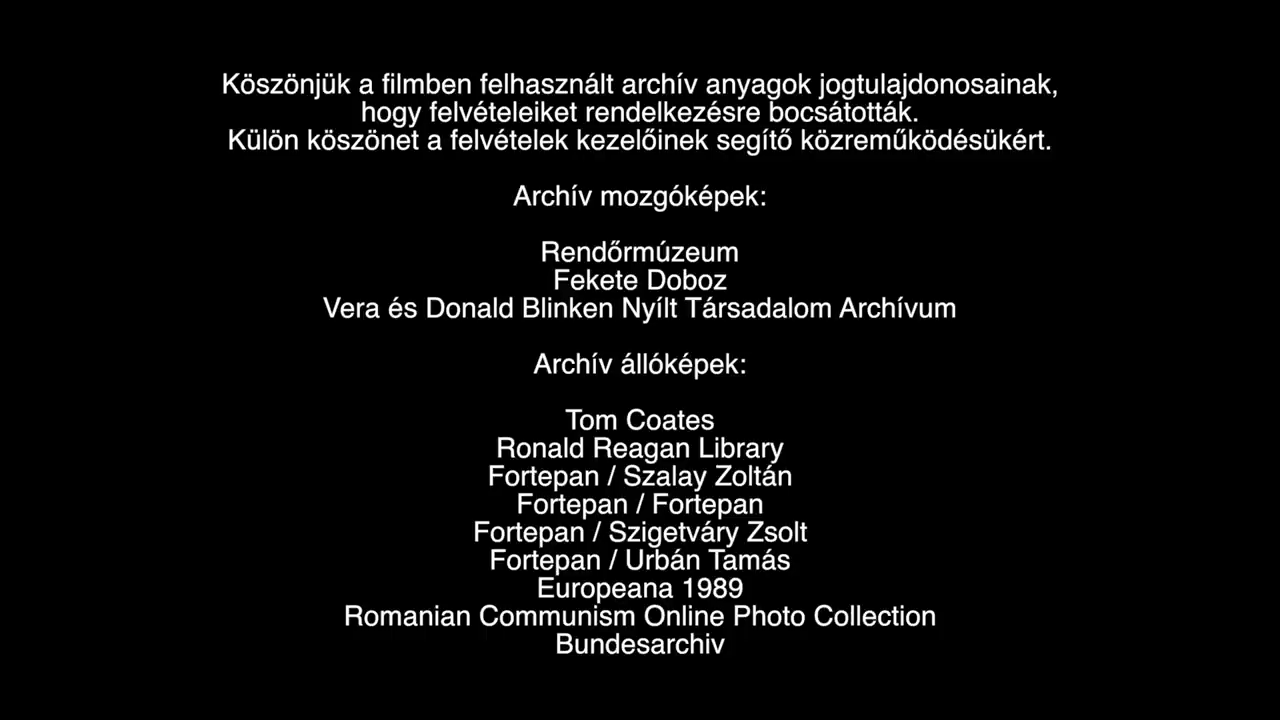 Köszönjük a filmben felhasznált archív anyagok jogtulajdonosainak,
hogy felvételeiket rendelkezésre bocsátották.
Külön köszönet a felvételek kezelőinek segítő közreműködésükért.
Archív mozgóképek:
Rendőrmúzeum
Fekete Doboz
Vera és Donald Blinken Nyílt Társadalom Archívum
Archív állóképek:
Tom Coates
Ronald Reagan Library
Fortepan / Szalay Zoltán
Fortepan / Fortepan
Fortepan / Szigetváry Zsolt
Fortepan / Urbán Tamás
Europeana 1989
Romanian Communism Online Photo Collection
Bundesarchiv